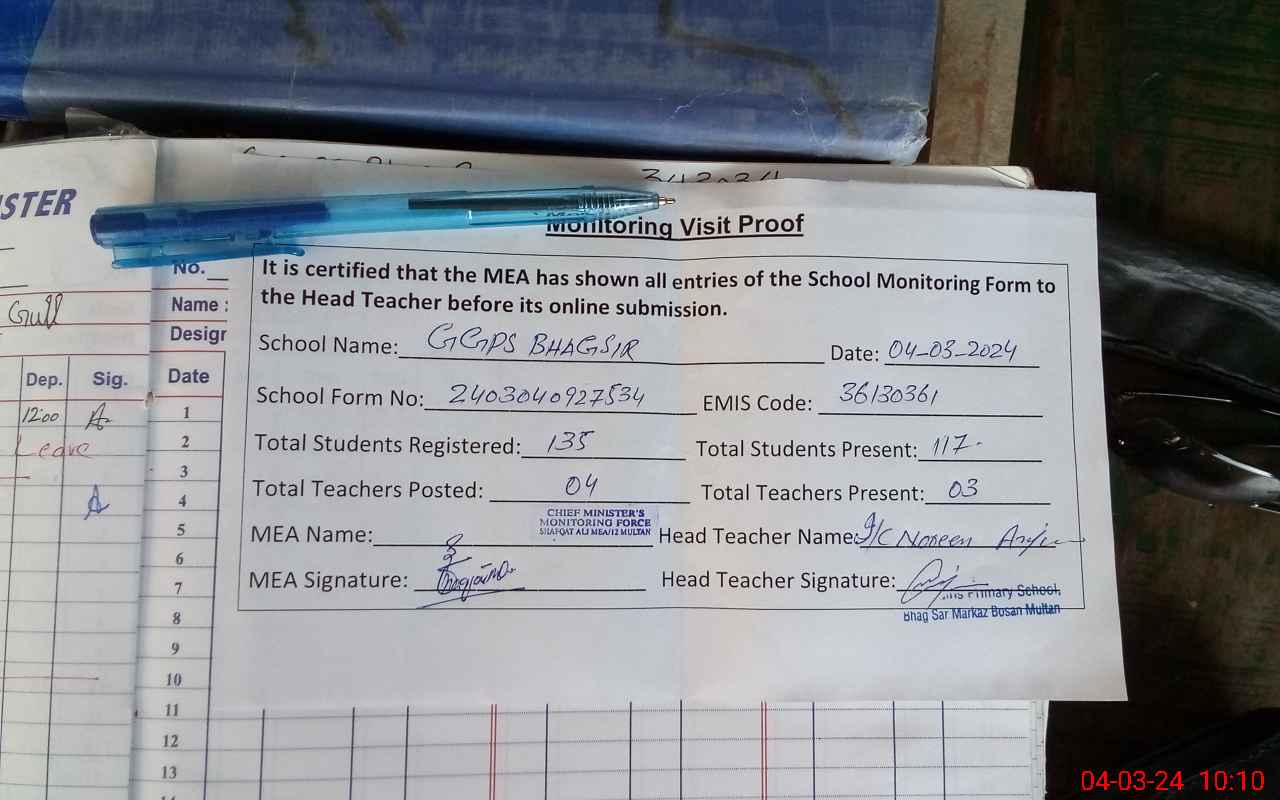 STER
Gull
Dep. Sig.
12:00
Leave
No.
Name :
Design
Date
1
2
3
4
5
6
7
8
9
10
11
12
13
Monitoring Visit Proof
It is certified that the MEA has shown all entries of the School Monitoring Form to
the Head Teacher before its online submission.
School Name: GGPS BHAGSIR Date: 04-03-2024
School Form No: 2403040927534 EMIS Code: 36130361
Total Students Registered: 135 Total Students Present: 117-
Total Teachers Posted: 04 Total Teachers Present: 03
CHIEF MINISTER'S
MONITORING FORCE
SHAFQAT ALI MEA/12 MULTAN
MEA Name: Head Teacher Name: I/C Noreen
MEA Signature: Head Teacher Signature:
Primary School,
Bhag Sar Markaz Bosan Multan
04-03-24 10:10